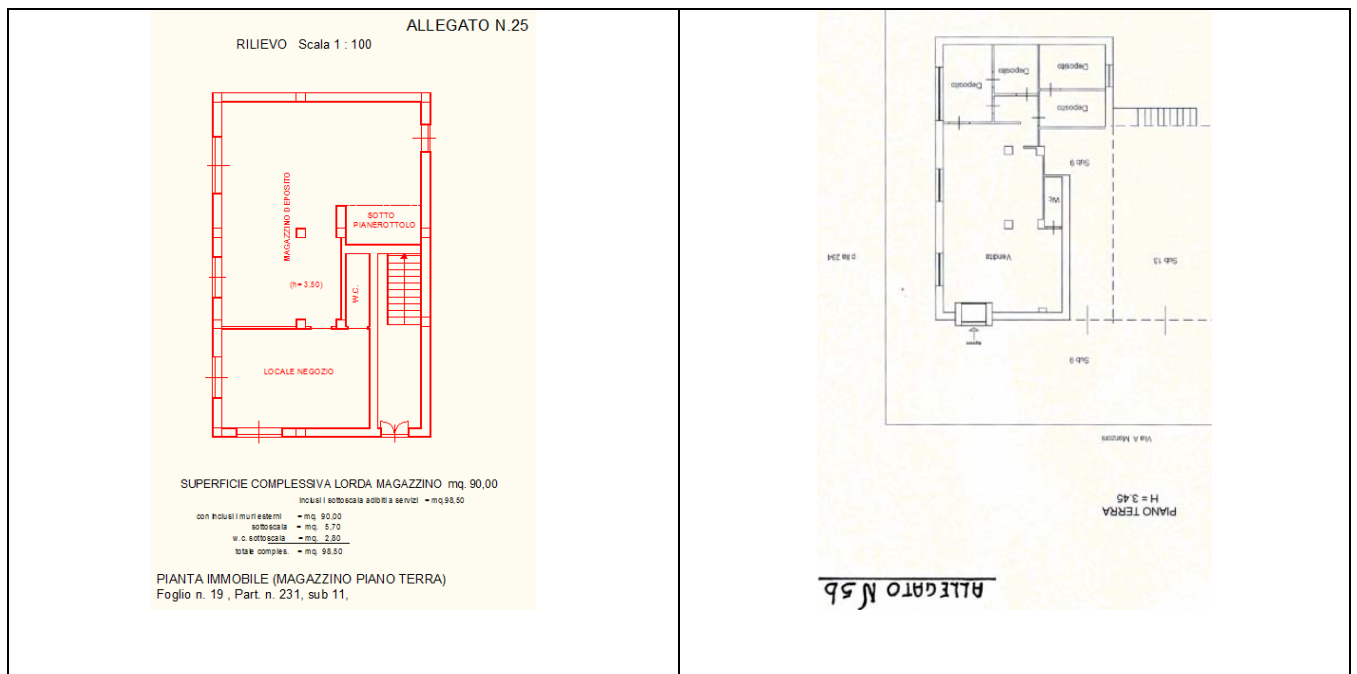 ALLEGATO N.25
RILIEVO Scala 1 : 100
MAGAZZINO DEPOSITO
SOTTO
PIANEROTTOLO
(h= 3,50)
W.C.
LOCALE NEGOZIO
SUPERFICIE COMPLESSIVA LORDA MAGAZZINO mq. 90,00
inclusi i sottoscala adibiti a servizi = mq.98,50
con inclusi i muri esterni = mq. 90,00
sottoscala = mq. 5,70
w.c. sottoscala = mq. 2,80
totale comples. = mq. 98,50
PIANTA IMMOBILE (MAGAZZINO PIANO TERRA)
Foglio n. 19 , Part. n. 231, sub 11,
ALLEGATO N 5b
PIANO TERRA
H = 3.45
Via A. Manzoni
Sub 9
Ingresso
Sub 13
Vendita
p.lla 234
Wc
Sub 9
Deposito
Deposito
Deposito
Deposito